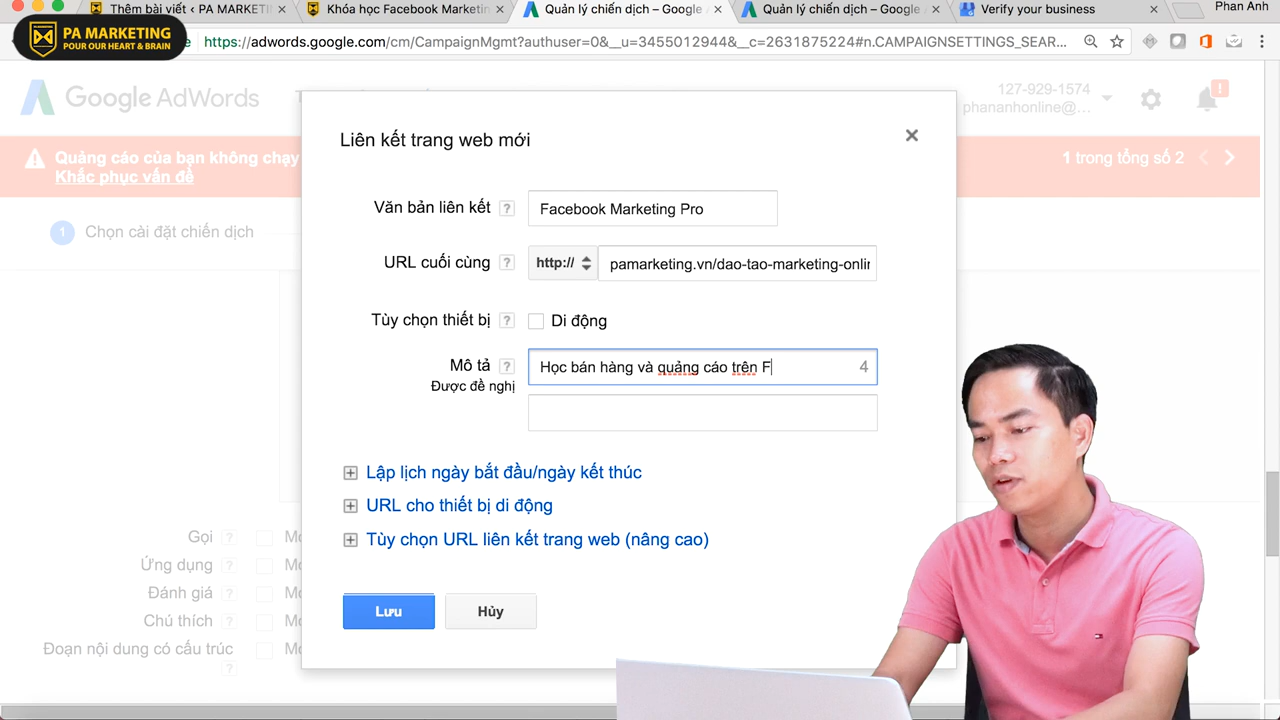 Thêm bài viết ‹ PA MARKETI
Khóa học Facebook Marketin
Quản lý chiến dịch – Google
Quản lý chiến dịch – Google
Verify your business
Phan Anh
PA MARKETING
POUR OUR HEART & BRAIN
https://adwords.google.com/cm/CampaignMgmt?authuser=0&__u=3455012944&__c=2631875224#n.CAMPAIGNSETTINGS_SEAR...
Google AdWords
127-929-1574
phananhonline@...
!
Quảng cáo của bạn không chạy
Khắc phục vấn đề
1 trong tổng số 2
1 Chọn cài đặt chiến dịch
Liên kết trang web mới
Văn bản liên kết ? Facebook Marketing Pro
URL cuối cùng ? http:// pamarketing.vn/dao-tao-marketing-onlin
Tùy chọn thiết bị ? Di động
Mô tả ? Học bán hàng và quảng cáo trên F 4
Được đề nghị
Lập lịch ngày bắt đầu/ngày kết thúc
URL cho thiết bị di động
Tùy chọn URL liên kết trang web (nâng cao)
Lưu Hủy
Gọi ? Mở
Ứng dụng ? Mở
Đánh giá ? Mở
Chú thích ? Mở
Đoạn nội dung có cấu trúc Mở
?